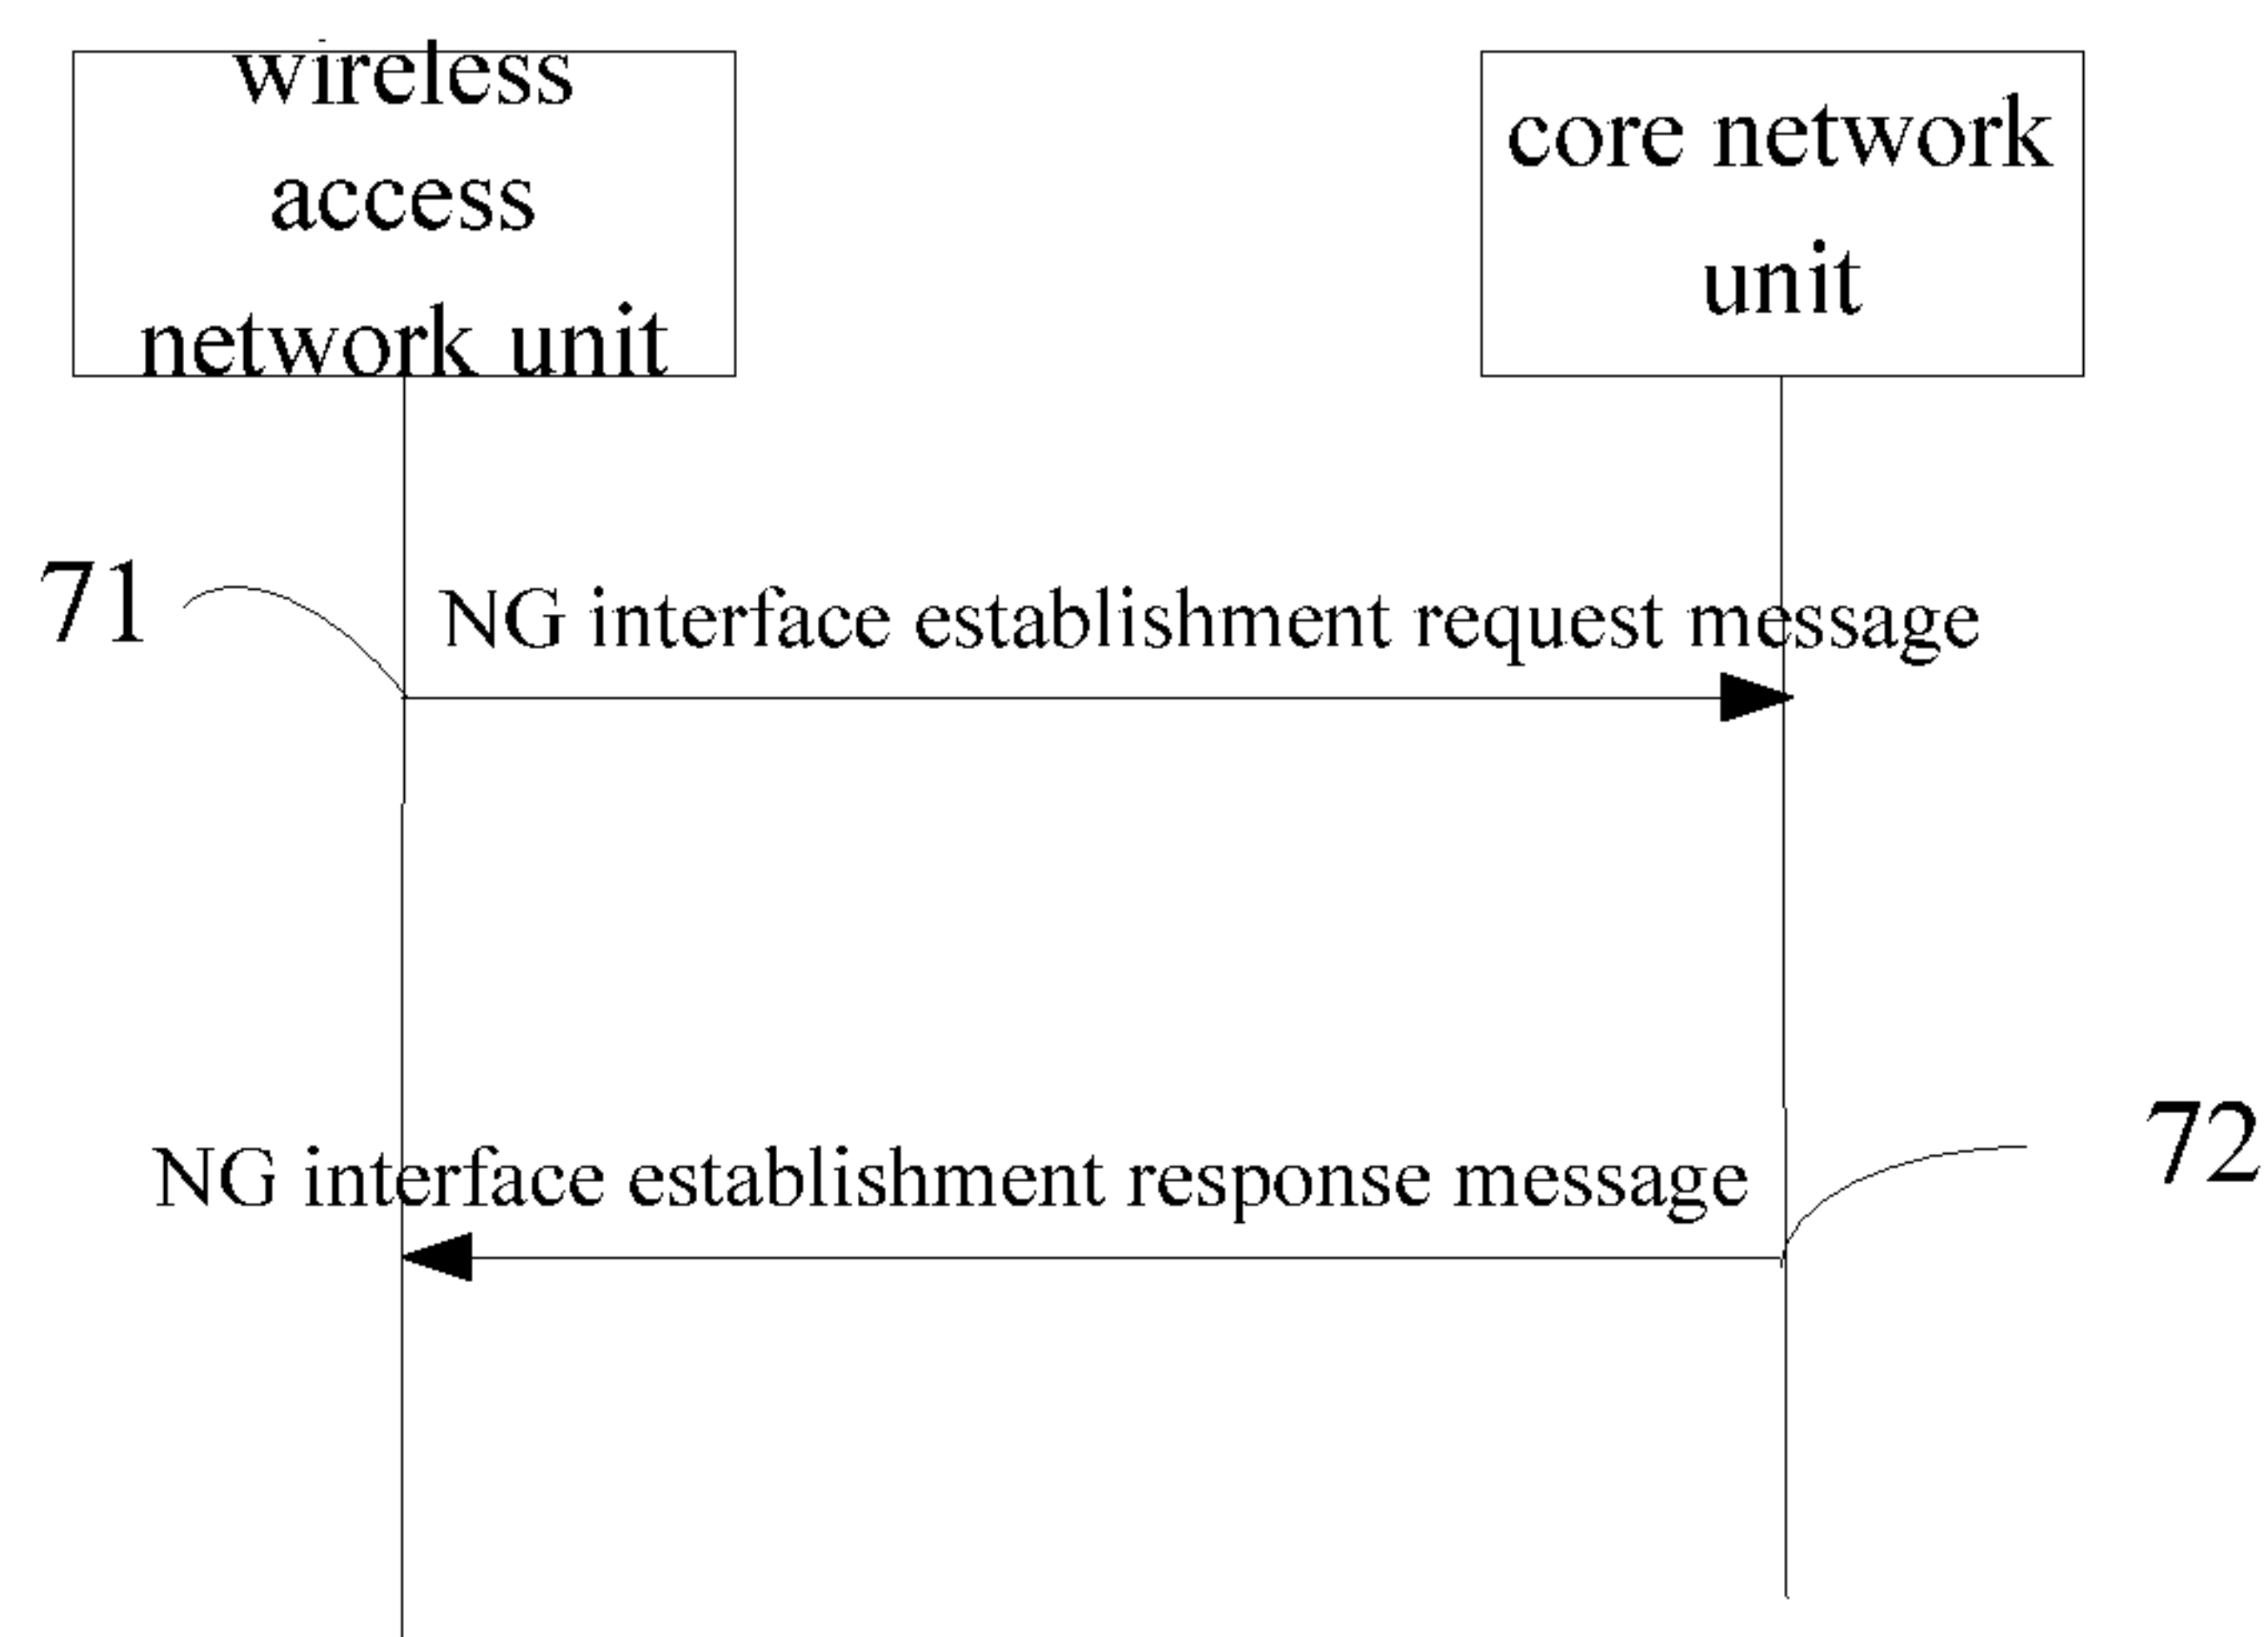 wireless
access
network unit
core network
unit
71
NG interface establishment request message
NG interface establishment response message
72